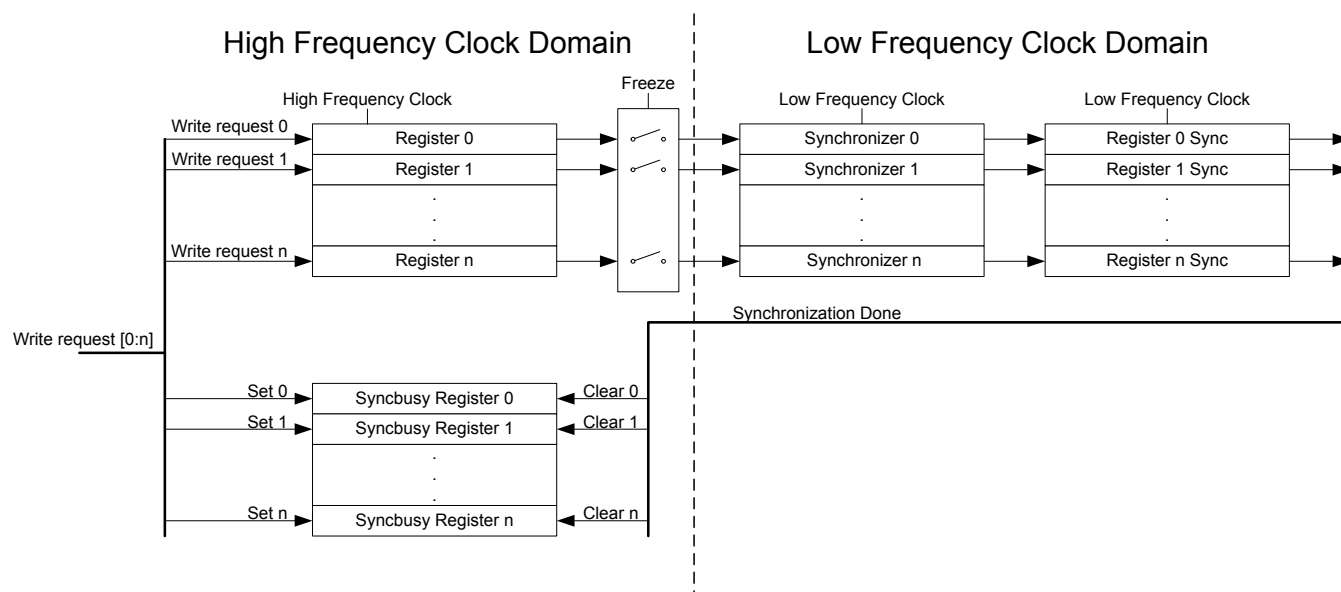 High Frequency Clock Domain
Low Frequency Clock Domain
Freeze
High Frequency Clock
Low Frequency Clock
Low Frequency Clock
Write request 0
Register 0
Synchronizer 0
Register 0 Sync
Write request 1
Register 1
Synchronizer 1
Register 1 Sync
.
.
.
.
.
.
.
.
.
Write request n
Register n
Synchronizer n
Register n Sync
Synchronization Done
Write request [0:n]
Set 0
Syncbusy Register 0
Clear 0
Set 1
Syncbusy Register 1
Clear 1
.
.
.
Set n
Syncbusy Register n
Clear n